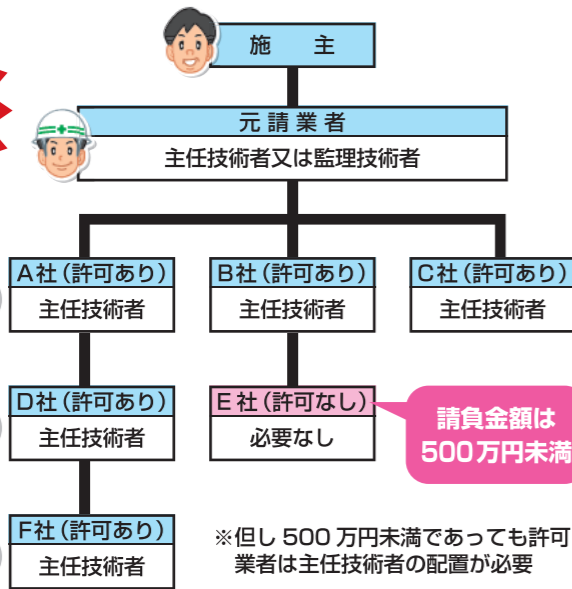 施　主
元請業者
主任技術者又は監理技術者
A社(許可あり)
主任技術者
B社(許可あり)
主任技術者
C社(許可あり)
主任技術者
D社(許可あり)
主任技術者
E社(許可なし)
必要なし
請負金額は
500万円未満
F社(許可あり)
主任技術者
※但し 500 万円未満であっても許可
業者は主任技術者の配置が必要